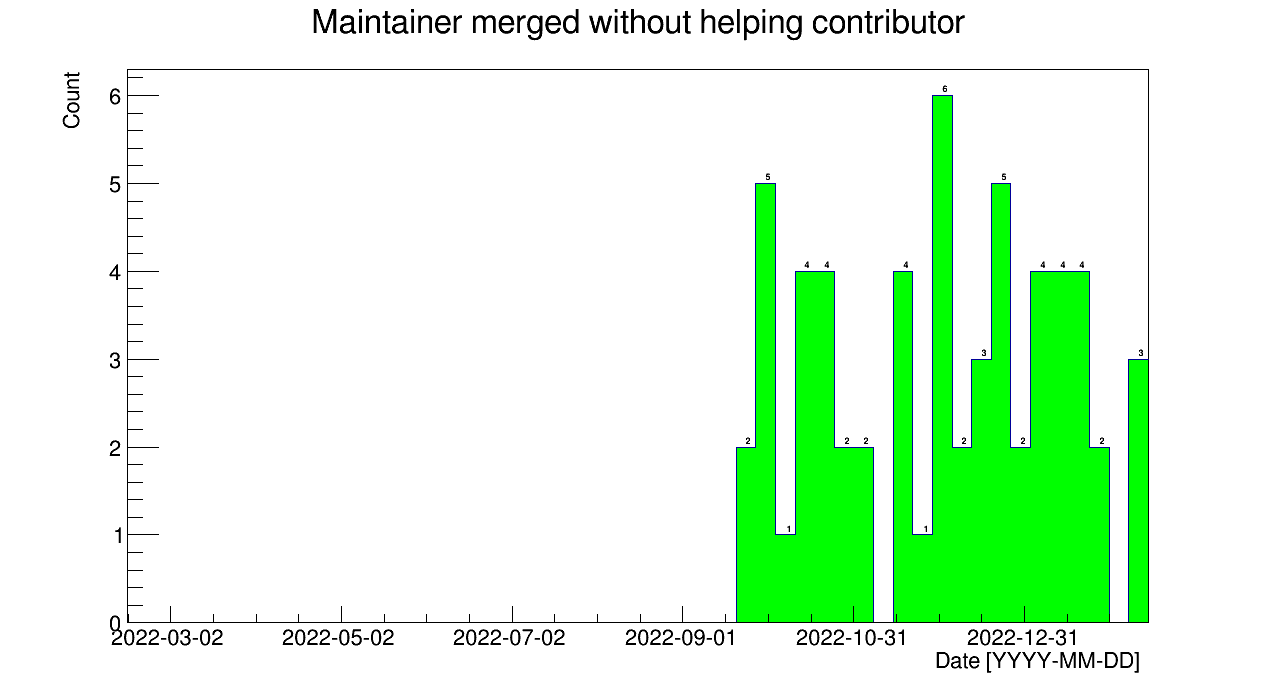 Maintainer merged without helping contributor
Count
6
5
4
3
2
1
0
2 5 1 4 4 2 2 4 1 6 2 3 5 2 4 4 4 2 3
2022-03-02 2022-05-02 2022-07-02 2022-09-01 2022-10-31 2022-12-31
Date [YYYY-MM-DD]